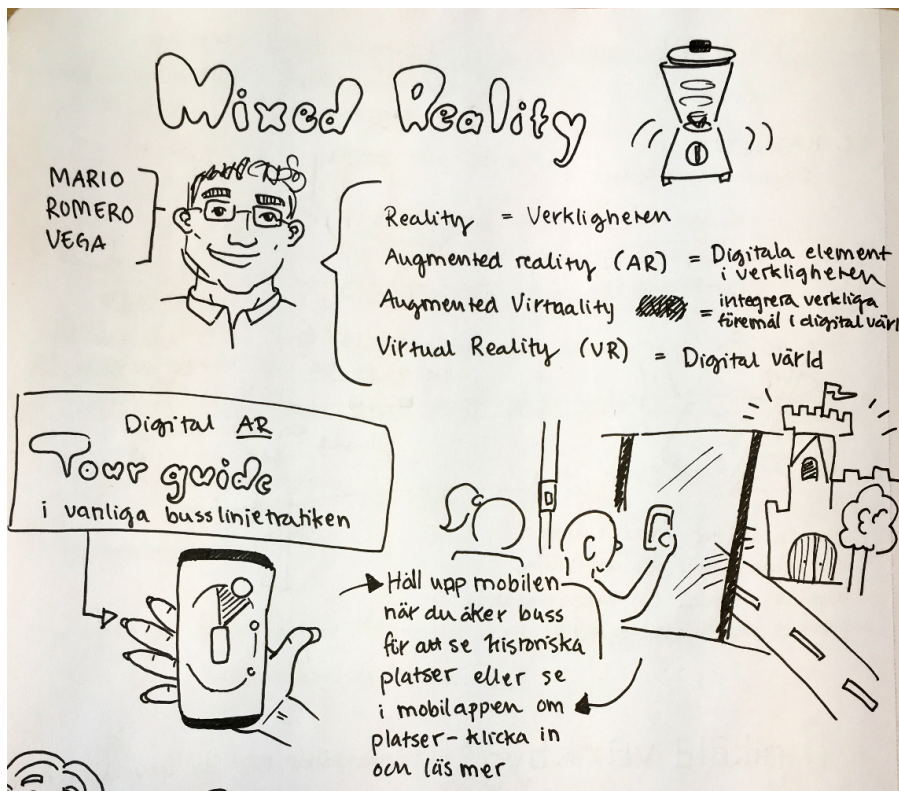 Mixed Reality
MARIO
ROMERO
VEGA
Reality = Verkligheten
Augmented reality (AR) = Digitala element
i verkligheten
Augmented Virtuality = integrera verkliga
föremål i digital värl
Virtual Reality (VR) = Digital värld
Digital AR
Tour guide
i vanliga busslinjetrafiken
Håll upp mobilen
när du åker buss
för att se historiska
platser eller se
i mobilappen om
platser - klicka in
och läs mer